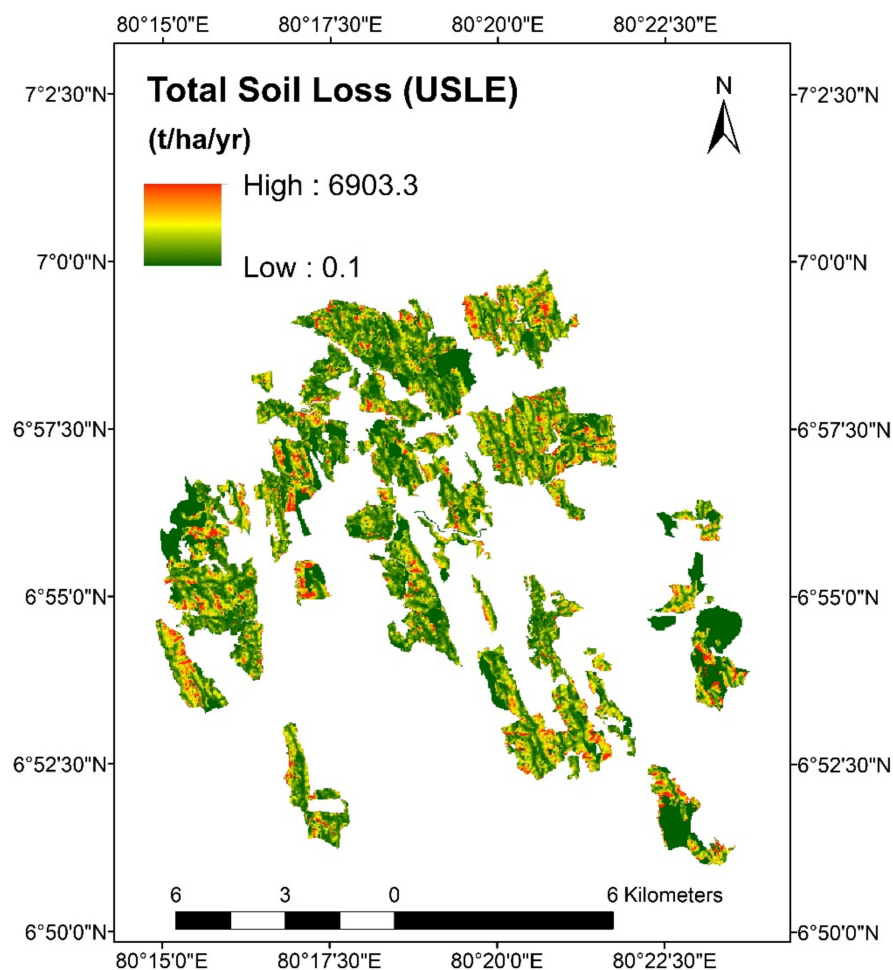 80°15'0"E 80°17'30"E 80°20'0"E 80°22'30"E
7°2'30"N 7°2'30"N
Total Soil Loss (USLE)
N
(t/ha/yr)
High : 6903.3
7°0'0"N 7°0'0"N
Low : 0.1
6°57'30"N 6°57'30"N
6°55'0"N 6°55'0"N
6°52'30"N 6°52'30"N
6 3 0 6 Kilometers
6°50'0"N 6°50'0"N
80°15'0"E 80°17'30"E 80°20'0"E 80°22'30"E